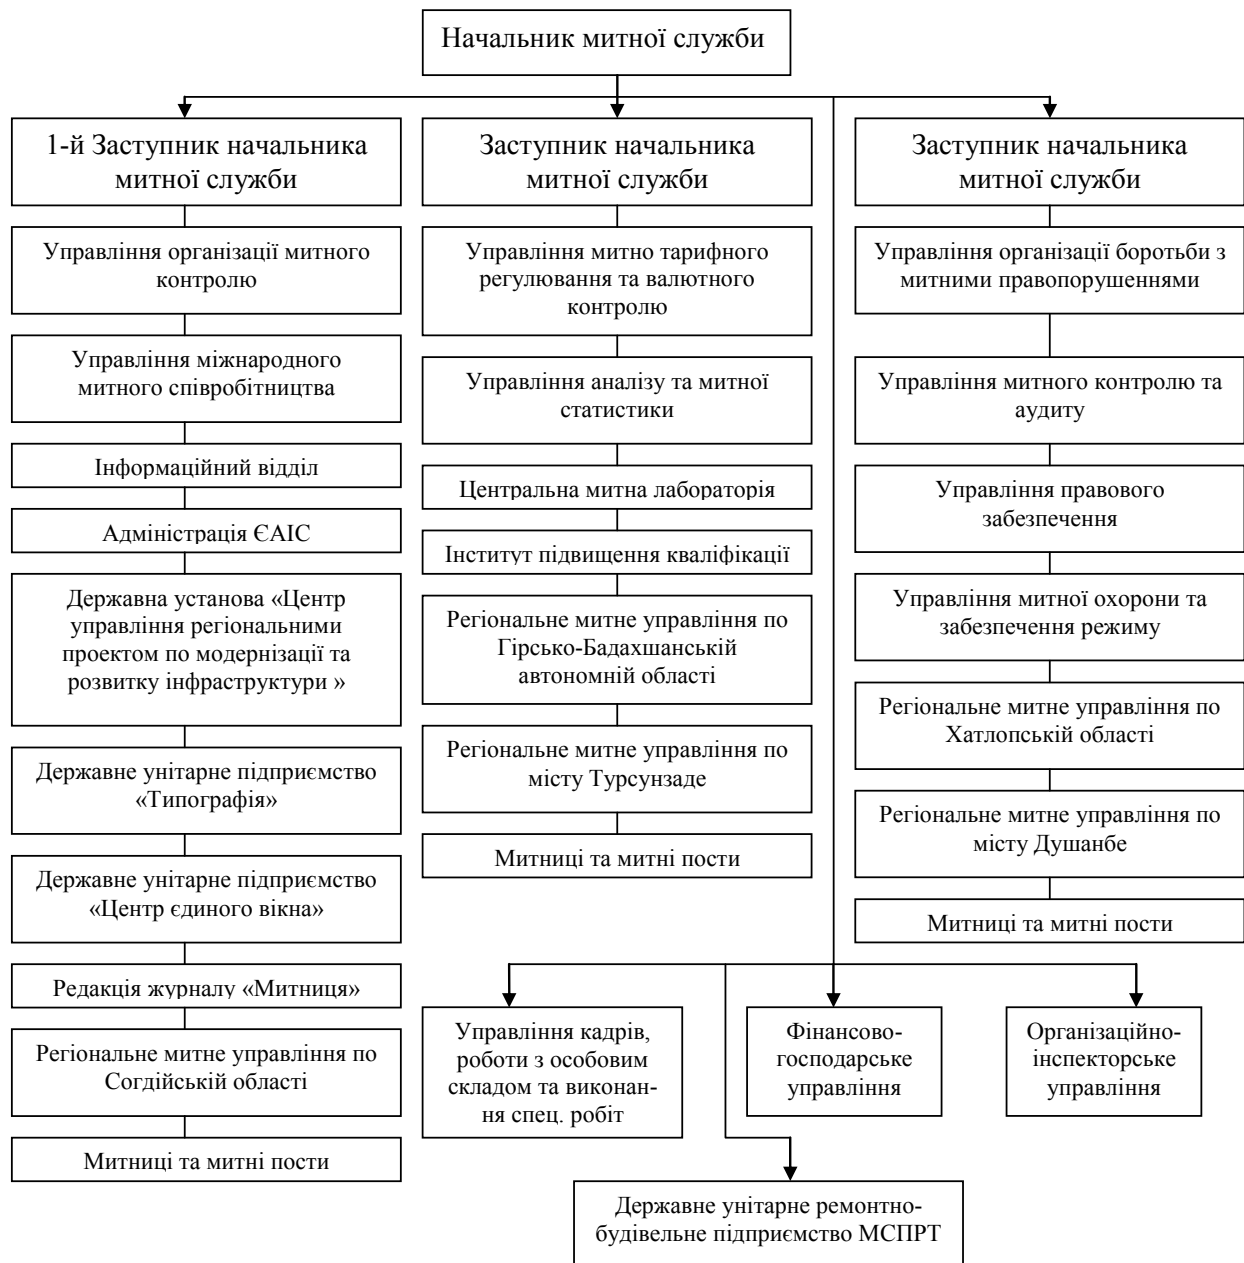 Начальник митної служби
1-й Заступник начальника
митної служби
Управління організації митного
контролю
Управління міжнародного
митного співробітництва
Інформаційний відділ
Адміністрація ЄАІС
Державна установа «Центр
управління регіональними
проектом по модернізації та
розвитку інфраструктури »
Державне унітарне підприємство
«Типографія»
Державне унітарне підприємство
«Центр єдиного вікна»
Редакція журналу «Митниця»
Регіональне митне управління по
Согдійській області
Митниці та митні пости
Заступник начальника
митної служби
Управління митно тарифного
регулювання та валютного
контролю
Управління аналізу та митної
статистики
Центральна митна лабораторія
Інститут підвищення кваліфікації
Регіональне митне управління по
Гірсько-Бадахшанській
автономній області
Регіональне митне управління по
місту Турсунзаде
Митниці та митні пости
Заступник начальника
митної служби
Управління організації боротьби з
митними правопорушеннями
Управління митного контролю та
аудиту
Управління правового
забезпечення
Управління митної охорони та
забезпечення режиму
Регіональне митне управління по
Хатлопській області
Регіональне митне управління по
місту Душанбе
Митниці та митні пости
Управління кадрів,
роботи з особовим
складом та виконан-
ня спец. робіт
Фінансово-
господарське
управління
Організаційно-
інспекторське
управління
Державне унітарне ремонтно-
будівельне підприємство МСПРТ